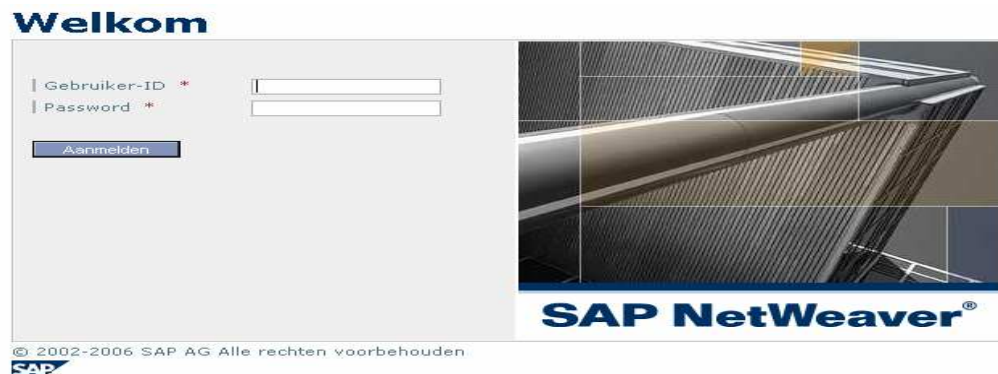 Welkom
Gebruiker-ID *
Password *
Aanmelden
SAP NetWeaver®
© 2002-2006 SAP AG Alle rechten voorbehouden
SAP